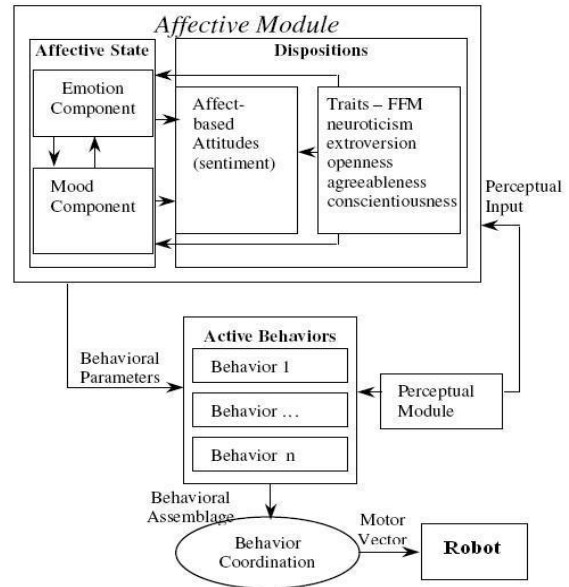 Affective Module
Affective State
Dispositions
Emotion
Component
Mood
Component
Affect-
based
Attitudes
(sentiment)
Traits – FFM
neuroticism
extroversion
openness
agreeableness
conscientiousness
Perceptual
Input
Behavioral
Parameters
Active Behaviors
Behavior 1
Behavior ...
Behavior n
Perceptual
Module
Behavioral
Assemblage
Behavior
Coordination
Motor
Vector
Robot